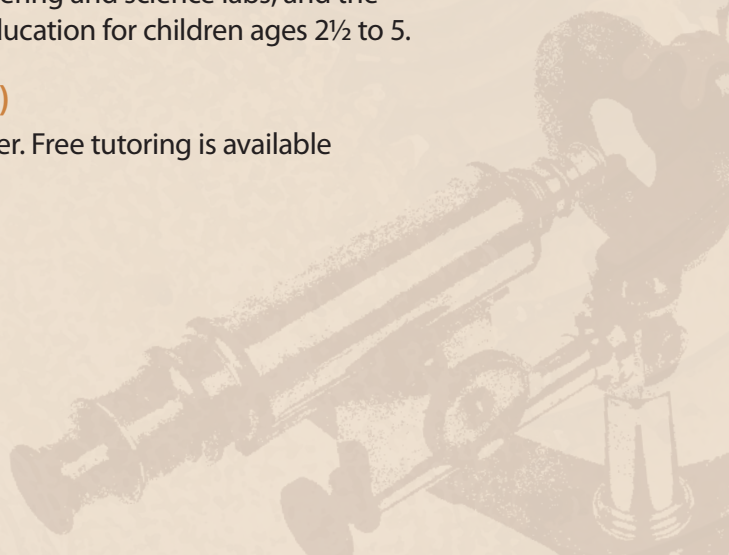 ering and science labs, and the
ducation for children ages 2½ to 5.
)
er. Free tutoring is available